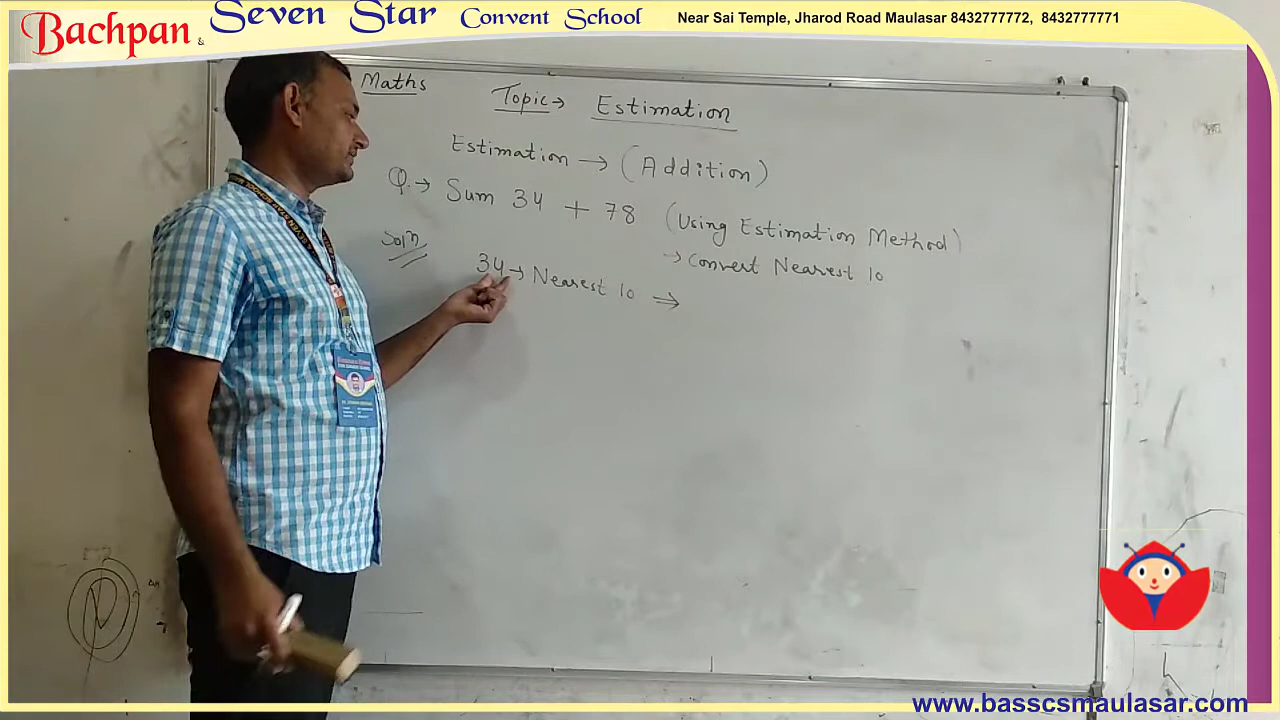 Bachpan & Seven Star Convent School Near Sai Temple, Jharod Road Maulasar 8432777772, 8432777771
Maths
Topic→ Estimation
Estimation → (Addition)
Q.→ Sum 34 + 78 (Using Estimation Method)
→ Convert Nearest 10
Soln
34→ Nearest 10 ⇒
www.basscsmaulasar.com